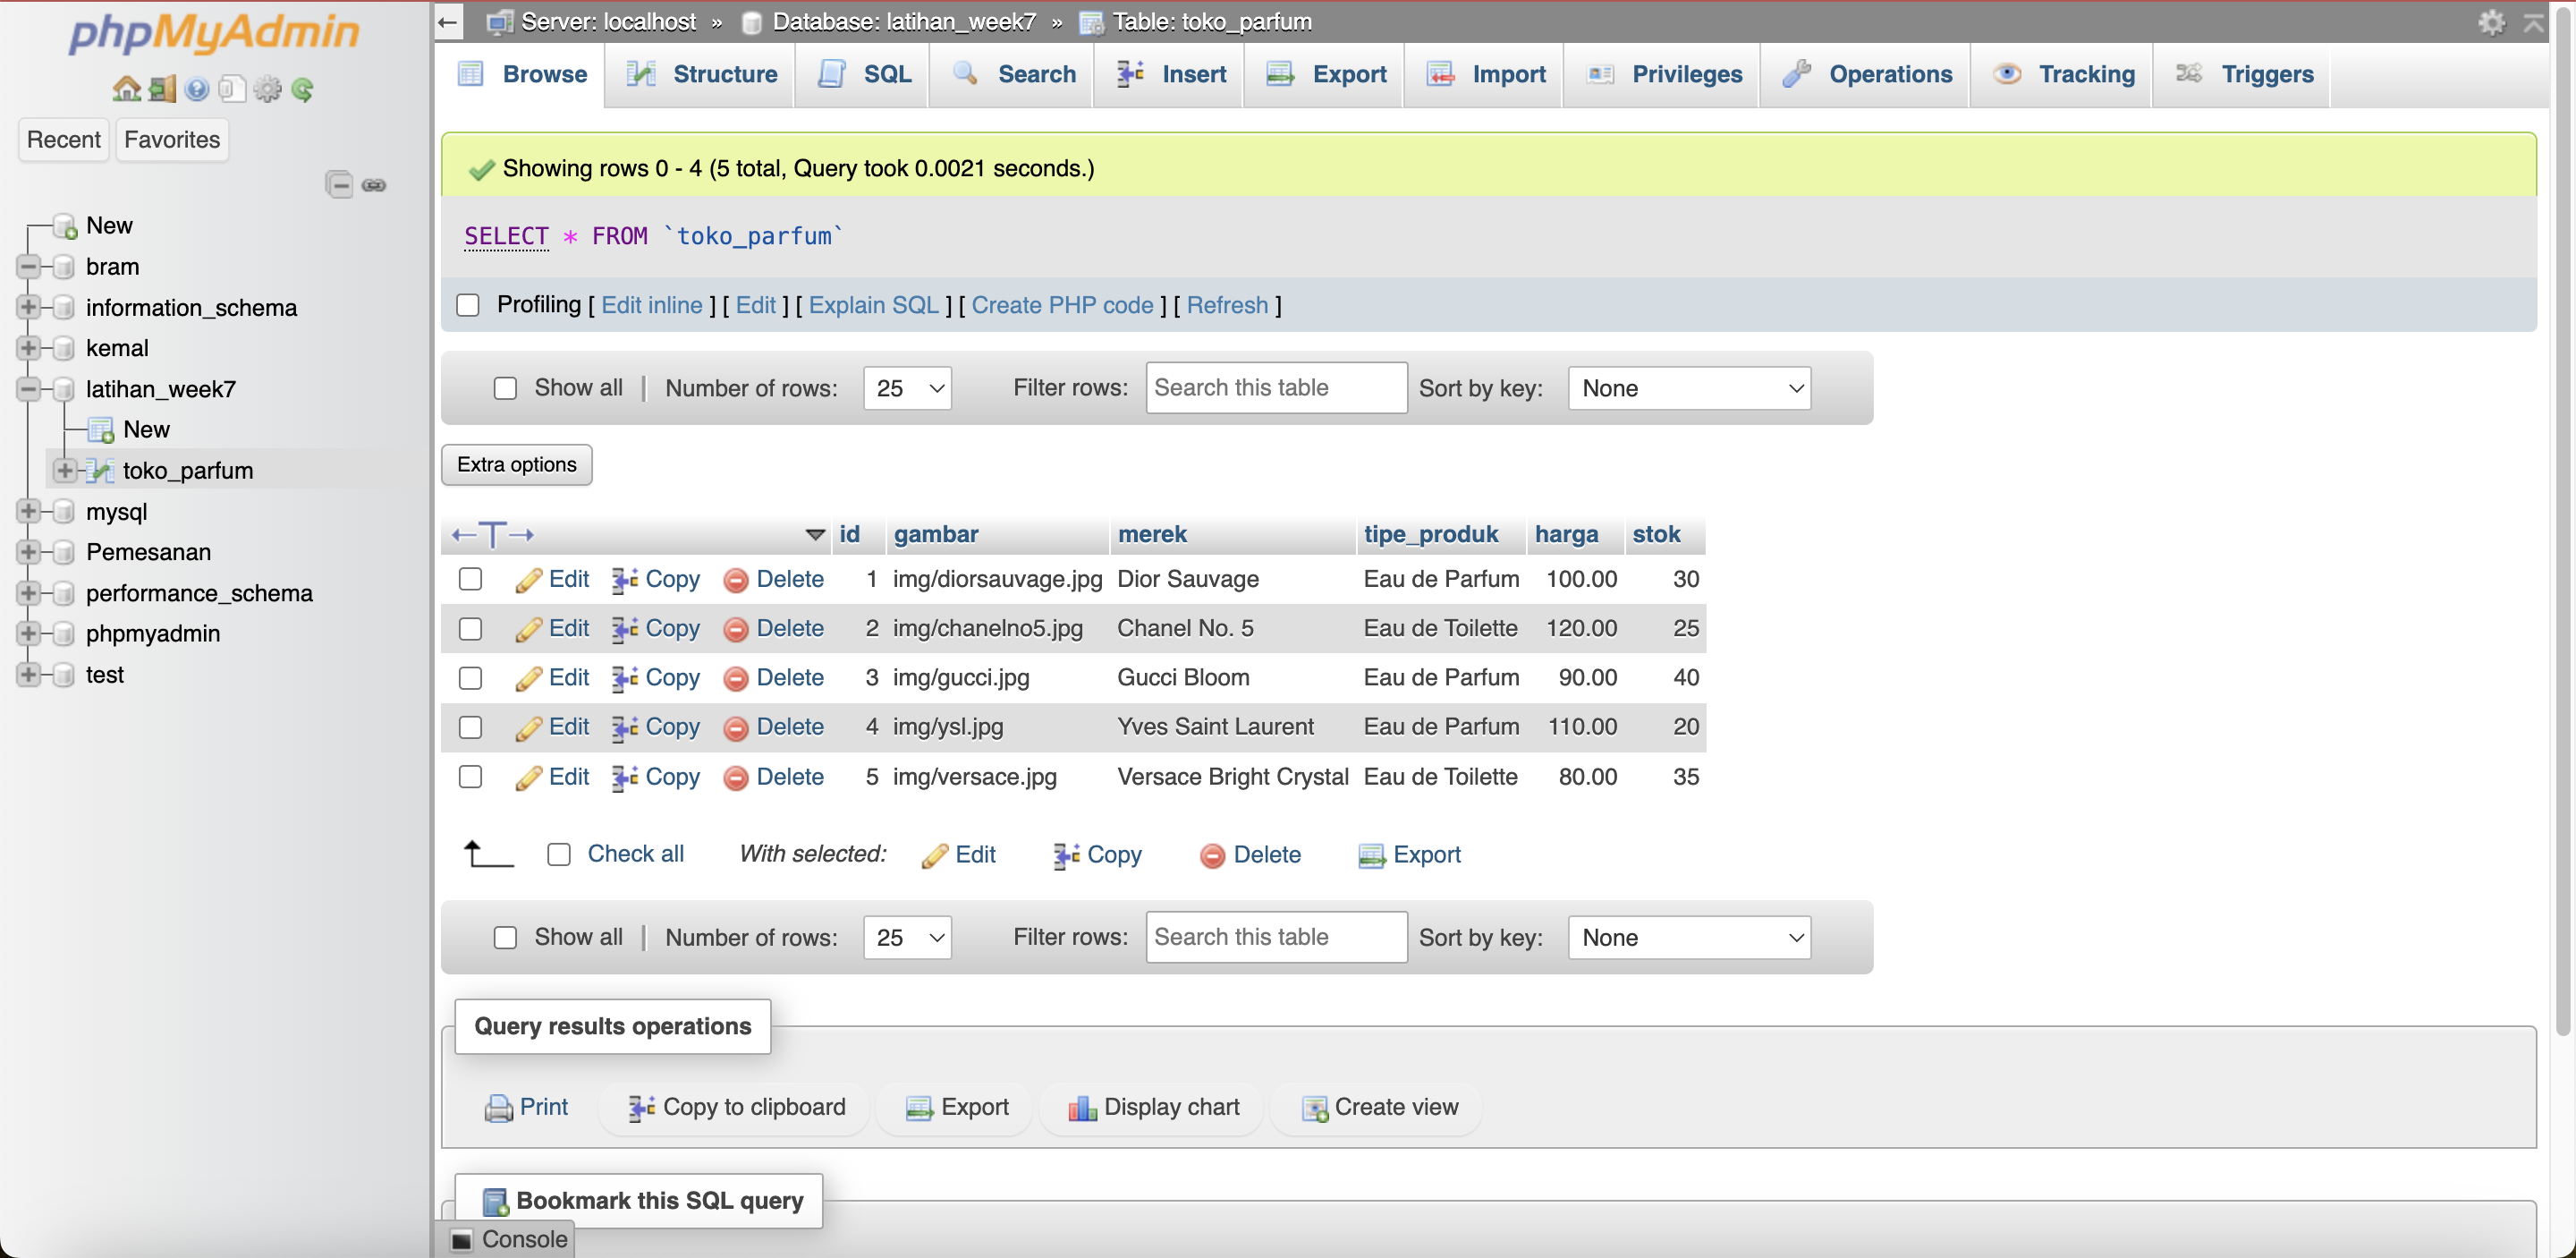 phpMyAdmin
Recent Favorites
New
bram
information_schema
kemal
latihan_week7
New
toko_parfum
mysql
Pemesanan
performance_schema
phpmyadmin
test
Server: localhost » Database: latihan_week7 » Table: toko_parfum
Browse Structure SQL Search Insert Export Import Privileges Operations Tracking Triggers
Showing rows 0 - 4 (5 total, Query took 0.0021 seconds.)
SELECT * FROM `toko_parfum`
Profiling [ Edit inline ] [ Edit ] [ Explain SQL ] [ Create PHP code ] [ Refresh ]
Show all | Number of rows: 25 Filter rows: Search this table Sort by key: None
Extra options
id gambar merek tipe_produk harga stok
Edit Copy Delete 1 img/diorsauvage.jpg Dior Sauvage Eau de Parfum 100.00 30
Edit Copy Delete 2 img/chanelno5.jpg Chanel No. 5 Eau de Toilette 120.00 25
Edit Copy Delete 3 img/gucci.jpg Gucci Bloom Eau de Parfum 90.00 40
Edit Copy Delete 4 img/ysl.jpg Yves Saint Laurent Eau de Parfum 110.00 20
Edit Copy Delete 5 img/versace.jpg Versace Bright Crystal Eau de Toilette 80.00 35
Check all With selected: Edit Copy Delete Export
Show all | Number of rows: 25 Filter rows: Search this table Sort by key: None
Query results operations
Print Copy to clipboard Export Display chart Create view
Bookmark this SQL query
Console